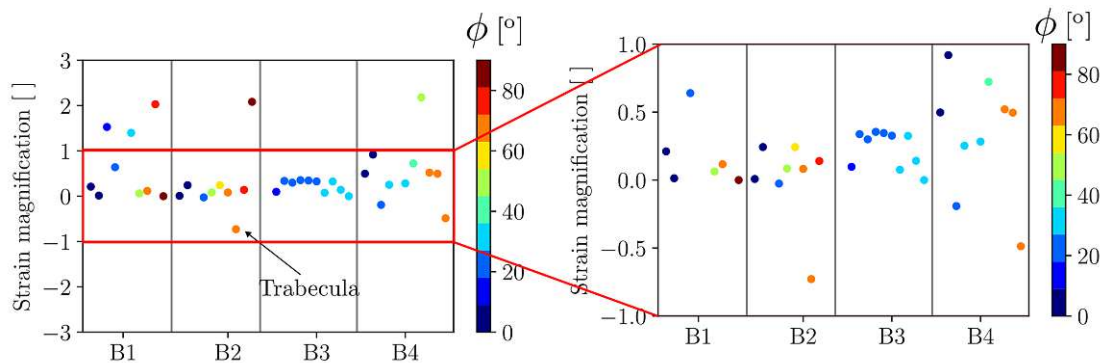 ϕ [°]
ϕ [°]
Strain magnification [ ]
3
2
1
0
−1
−2
−3
80
60
40
20
0
Trabecula
B1
B2
B3
B4
Strain magnification [ ]
1.0
0.5
0.0
−0.5
−1.0
80
60
40
20
0
B1
B2
B3
B4